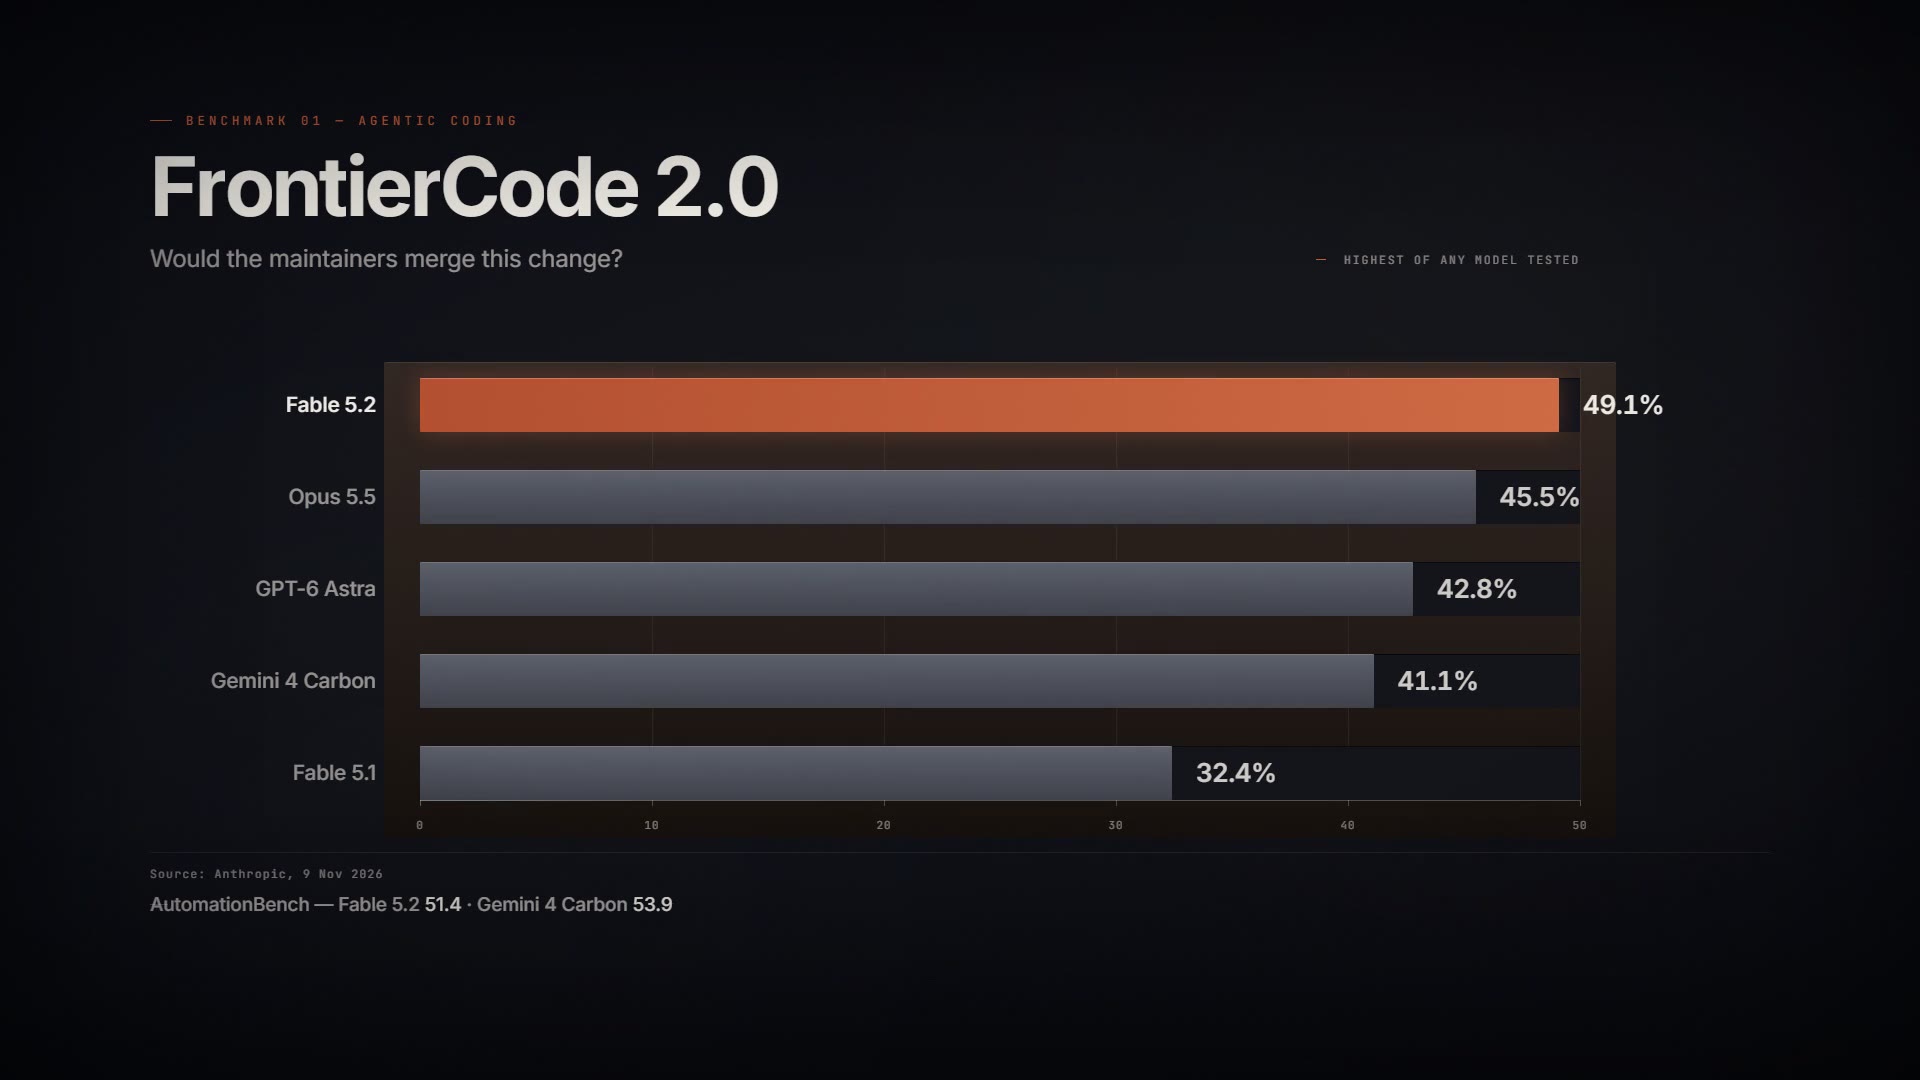 — BENCHMARK 01 — AGENTIC CODING
FrontierCode 2.0
Would the maintainers merge this change?
— HIGHEST OF ANY MODEL TESTED
Fable 5.2 49.1%
Opus 5.5 45.5%
GPT-6 Astra 42.8%
Gemini 4 Carbon 41.1%
Fable 5.1 32.4%
0 10 20 30 40 50
Source: Anthropic, 9 Nov 2026
AutomationBench — Fable 5.2 51.4 · Gemini 4 Carbon 53.9